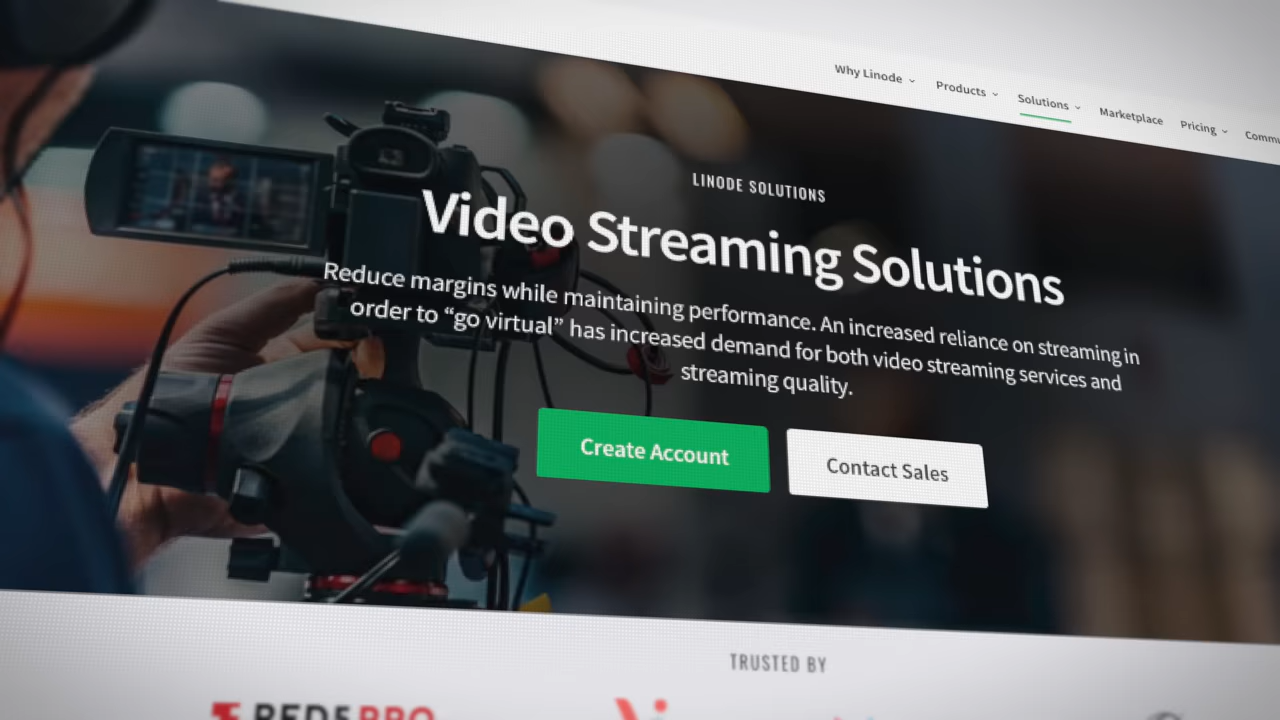 Why Linode
Products
Solutions
Marketplace
Pricing
LINODE SOLUTIONS
Video Streaming Solutions
Reduce margins while maintaining performance. An increased reliance on streaming in
order to “go virtual” has increased demand for both video streaming services and
streaming quality.
Create Account
Contact Sales
TRUSTED BY